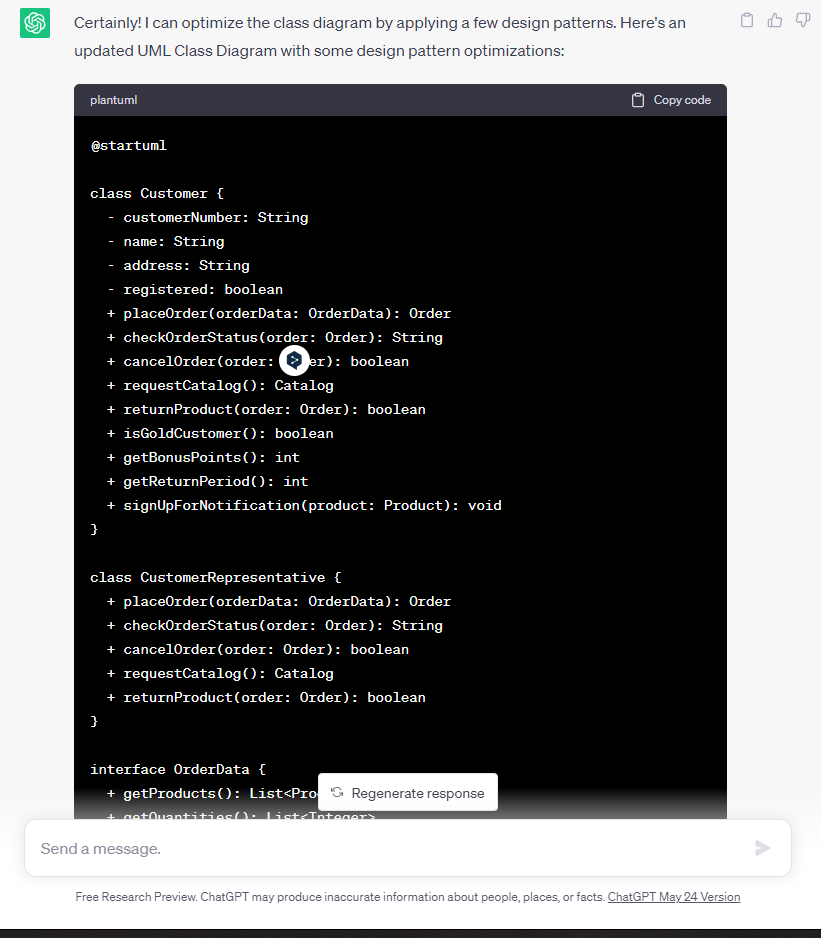 Certainly! I can optimize the class diagram by applying a few design patterns. Here's an
updated UML Class Diagram with some design pattern optimizations:
plantuml
Copy code
@startuml
class Customer {
- customerNumber: String
- name: String
- address: String
- registered: boolean
+ placeOrder(orderData: OrderData): Order
+ checkOrderStatus(order: Order): String
+ cancelOrder(order: er): boolean
+ requestCatalog(): Catalog
+ returnProduct(order: Order): boolean
+ isGoldCustomer(): boolean
+ getBonusPoints(): int
+ getReturnPeriod(): int
+ signUpForNotification(product: Product): void
}
class CustomerRepresentative {
+ placeOrder(orderData: OrderData): Order
+ checkOrderStatus(order: Order): String
+ cancelOrder(order: Order): boolean
+ requestCatalog(): Catalog
+ returnProduct(order: Order): boolean
}
interface OrderData {
+ getProducts(): List<Pro
Regenerate response
+ getQuantities(): List<Integer>
Send a message.
Free Research Preview. ChatGPT may produce inaccurate information about people, places, or facts. ChatGPT May 24 Version